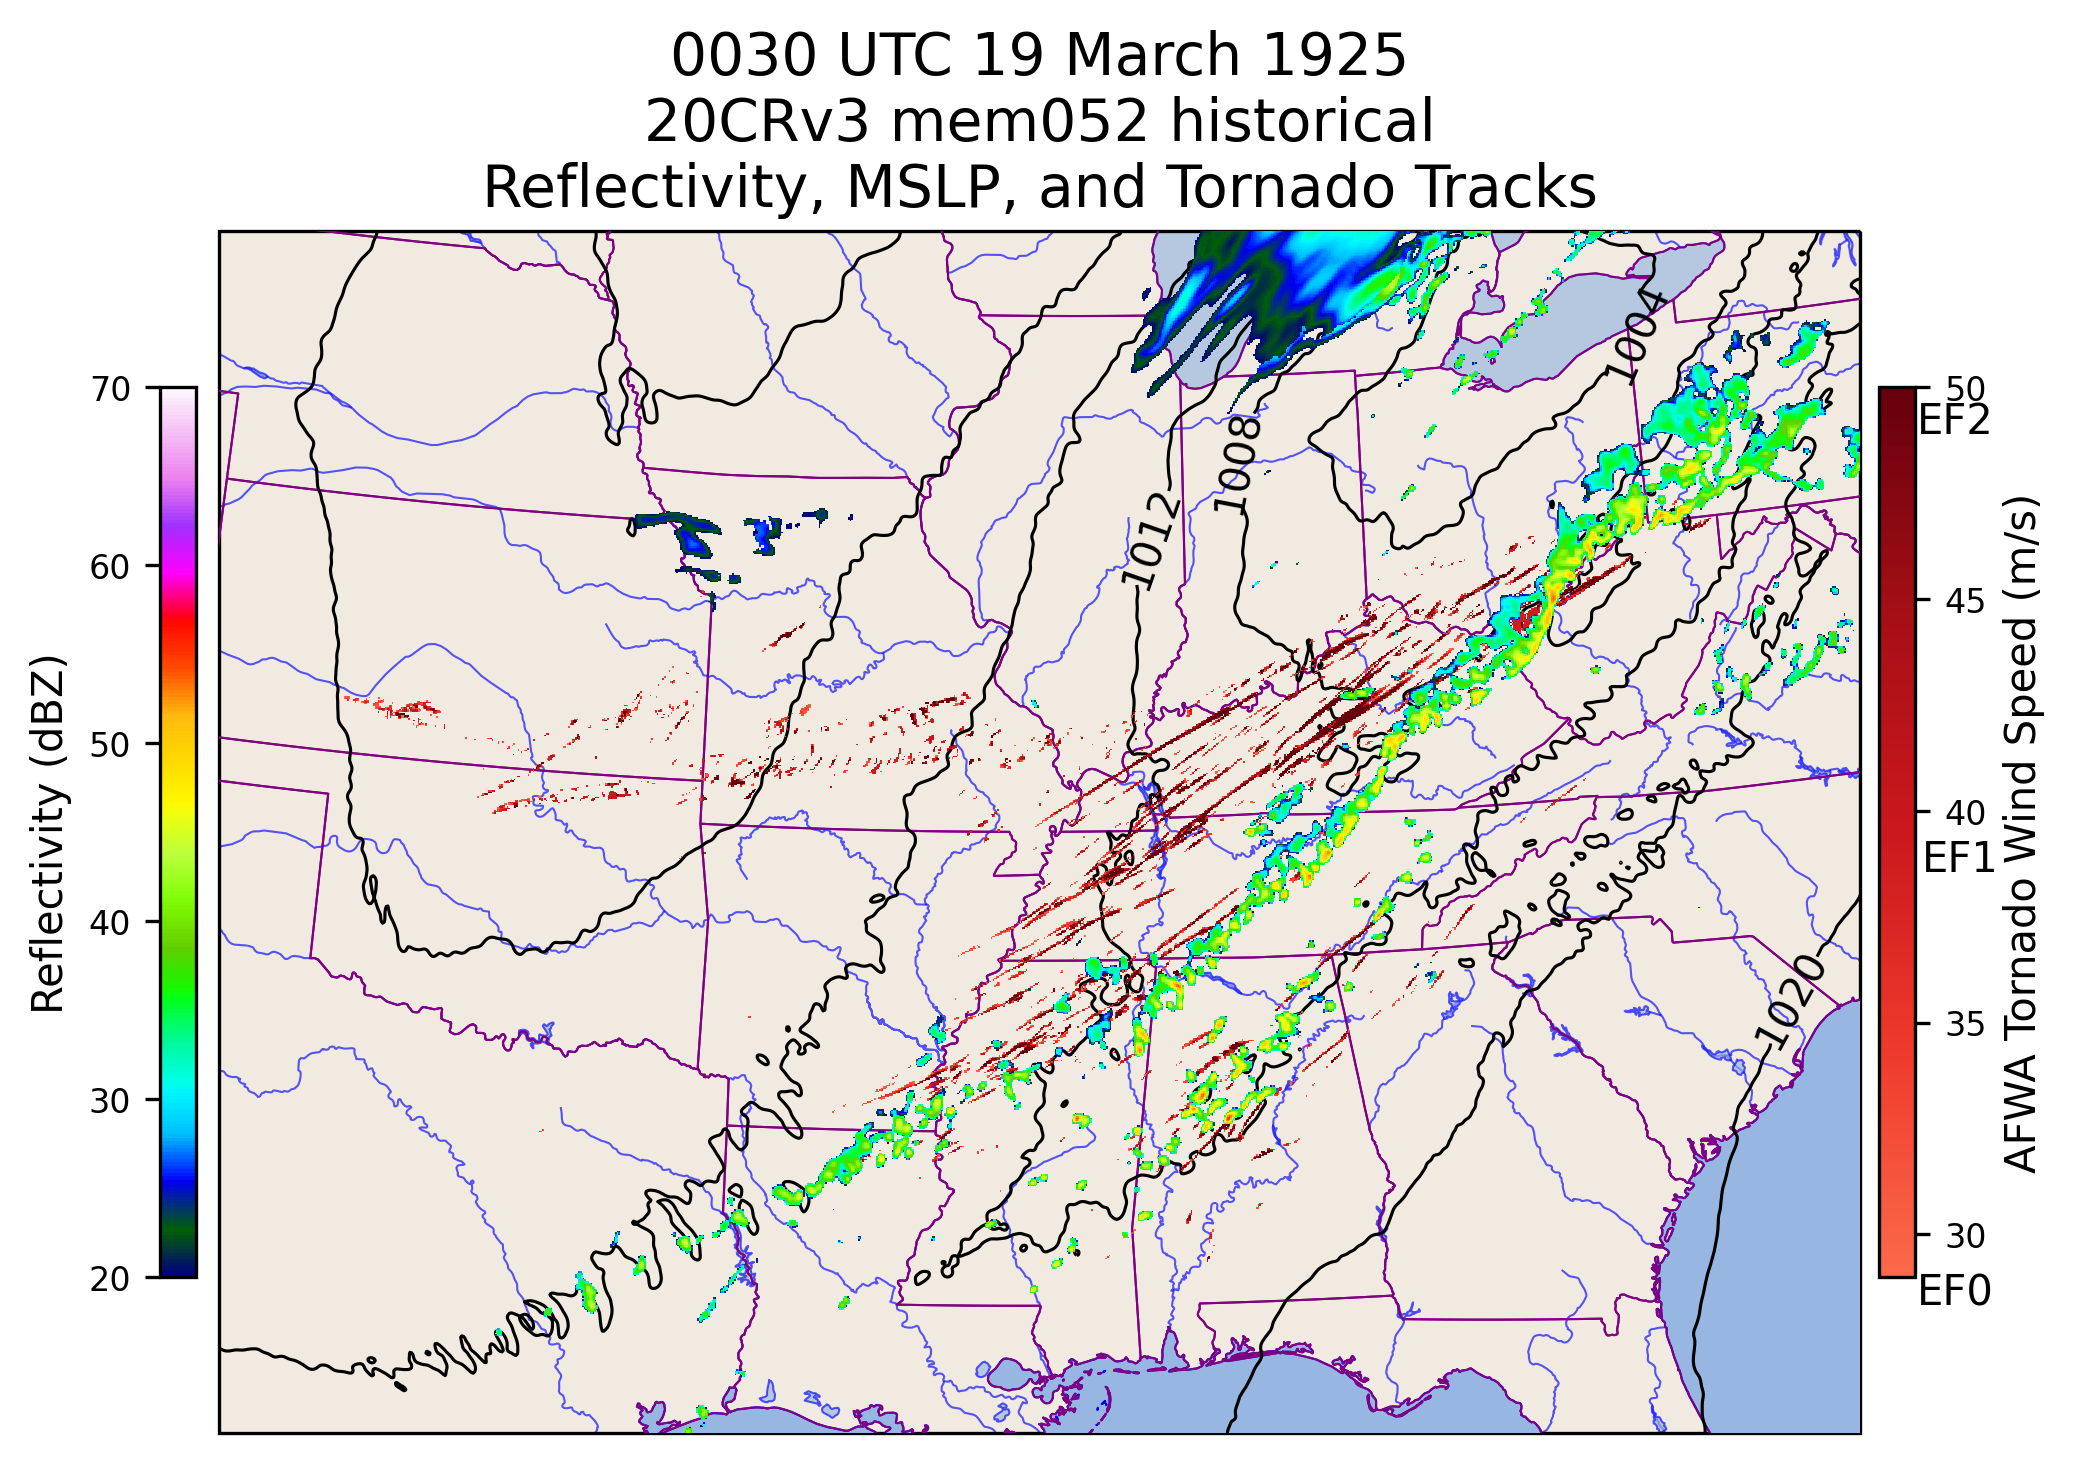 0030 UTC 19 March 1925
20CRv3 mem052 historical
Reflectivity, MSLP, and Tornado Tracks
70
60
50
40
30
20
Reflectivity (dBZ)
1004
1008
1012
1020
50
EF2
45
40
EF1
35
30
EF0
AFWA Tornado Wind Speed (m/s)